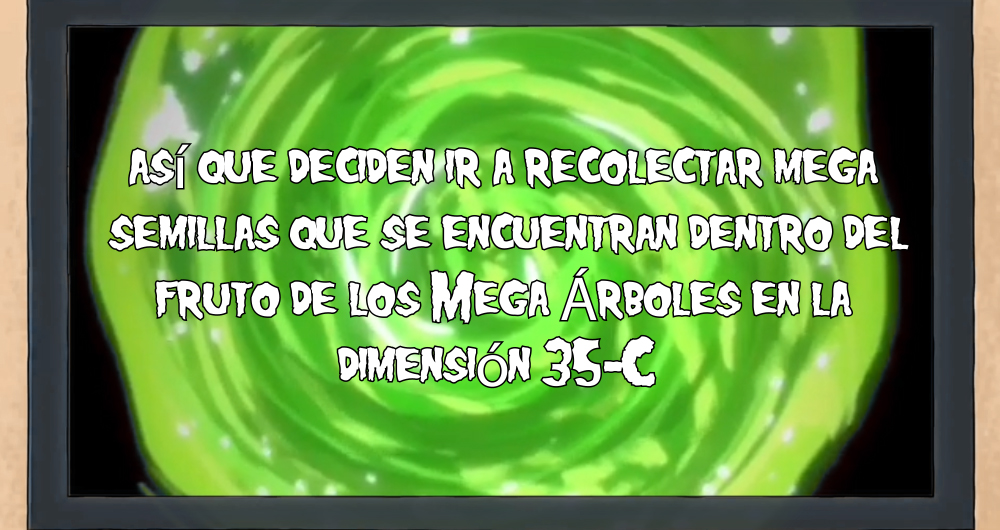 así que deciden ir a recolectar mega
semillas que se encuentran dentro del
fruto de los Mega Árboles en la
dimensión 35-C